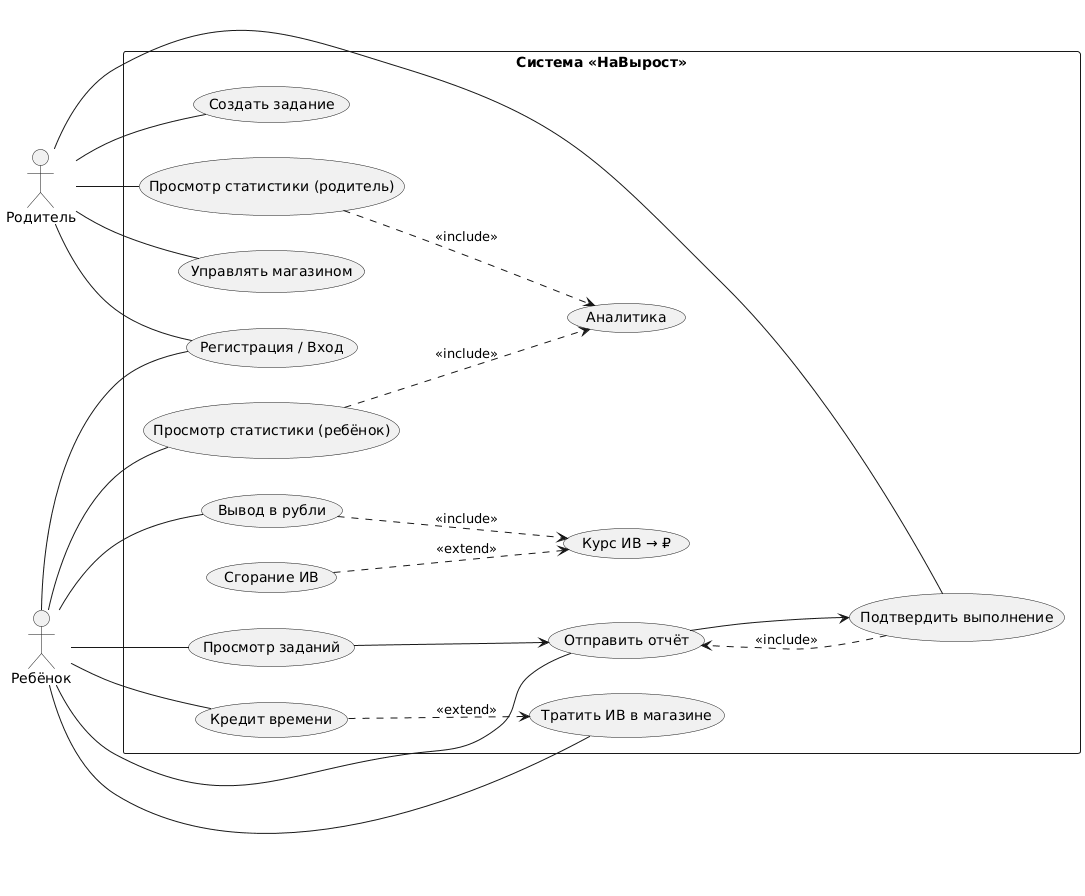 Система «НаВырост»
Создать задание
Просмотр статистики (родитель)
Родитель
«include»
Управлять магазином
Аналитика
Регистрация / Вход
«include»
Просмотр статистики (ребёнок)
Вывод в рубли
«include»
Курс ИВ → ₽
«extend»
Сгорание ИВ
Подтвердить выполнение
Отправить отчёт
«include»
Просмотр заданий
Ребёнок
«extend»
Тратить ИВ в магазине
Кредит времени